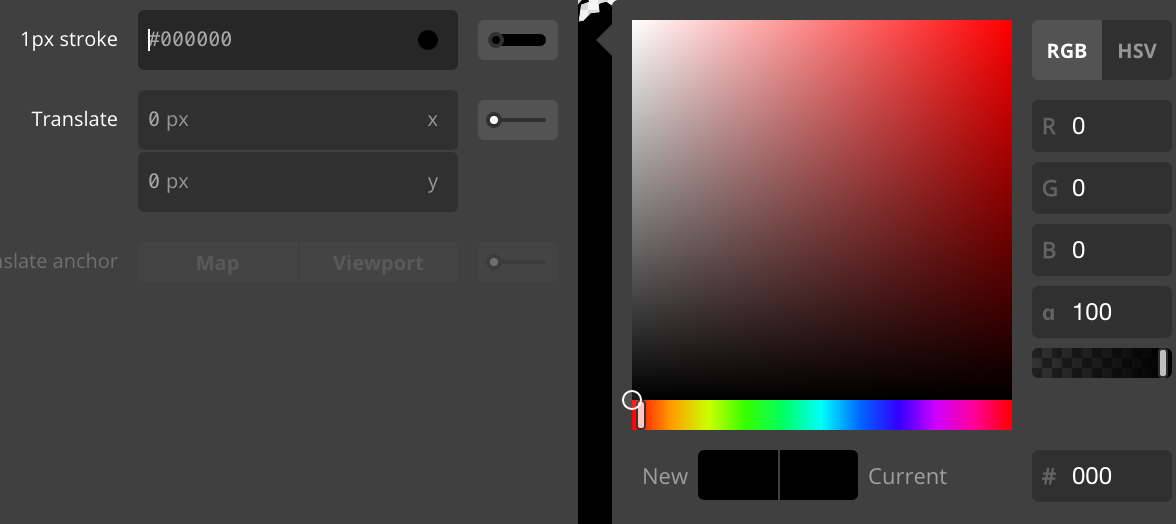 1px stroke #000000
Translate 0 px x
0 px y
nslate anchor Map Viewport
RGB HSV
R 0
G 0
B 0
α 100
New Current # 000